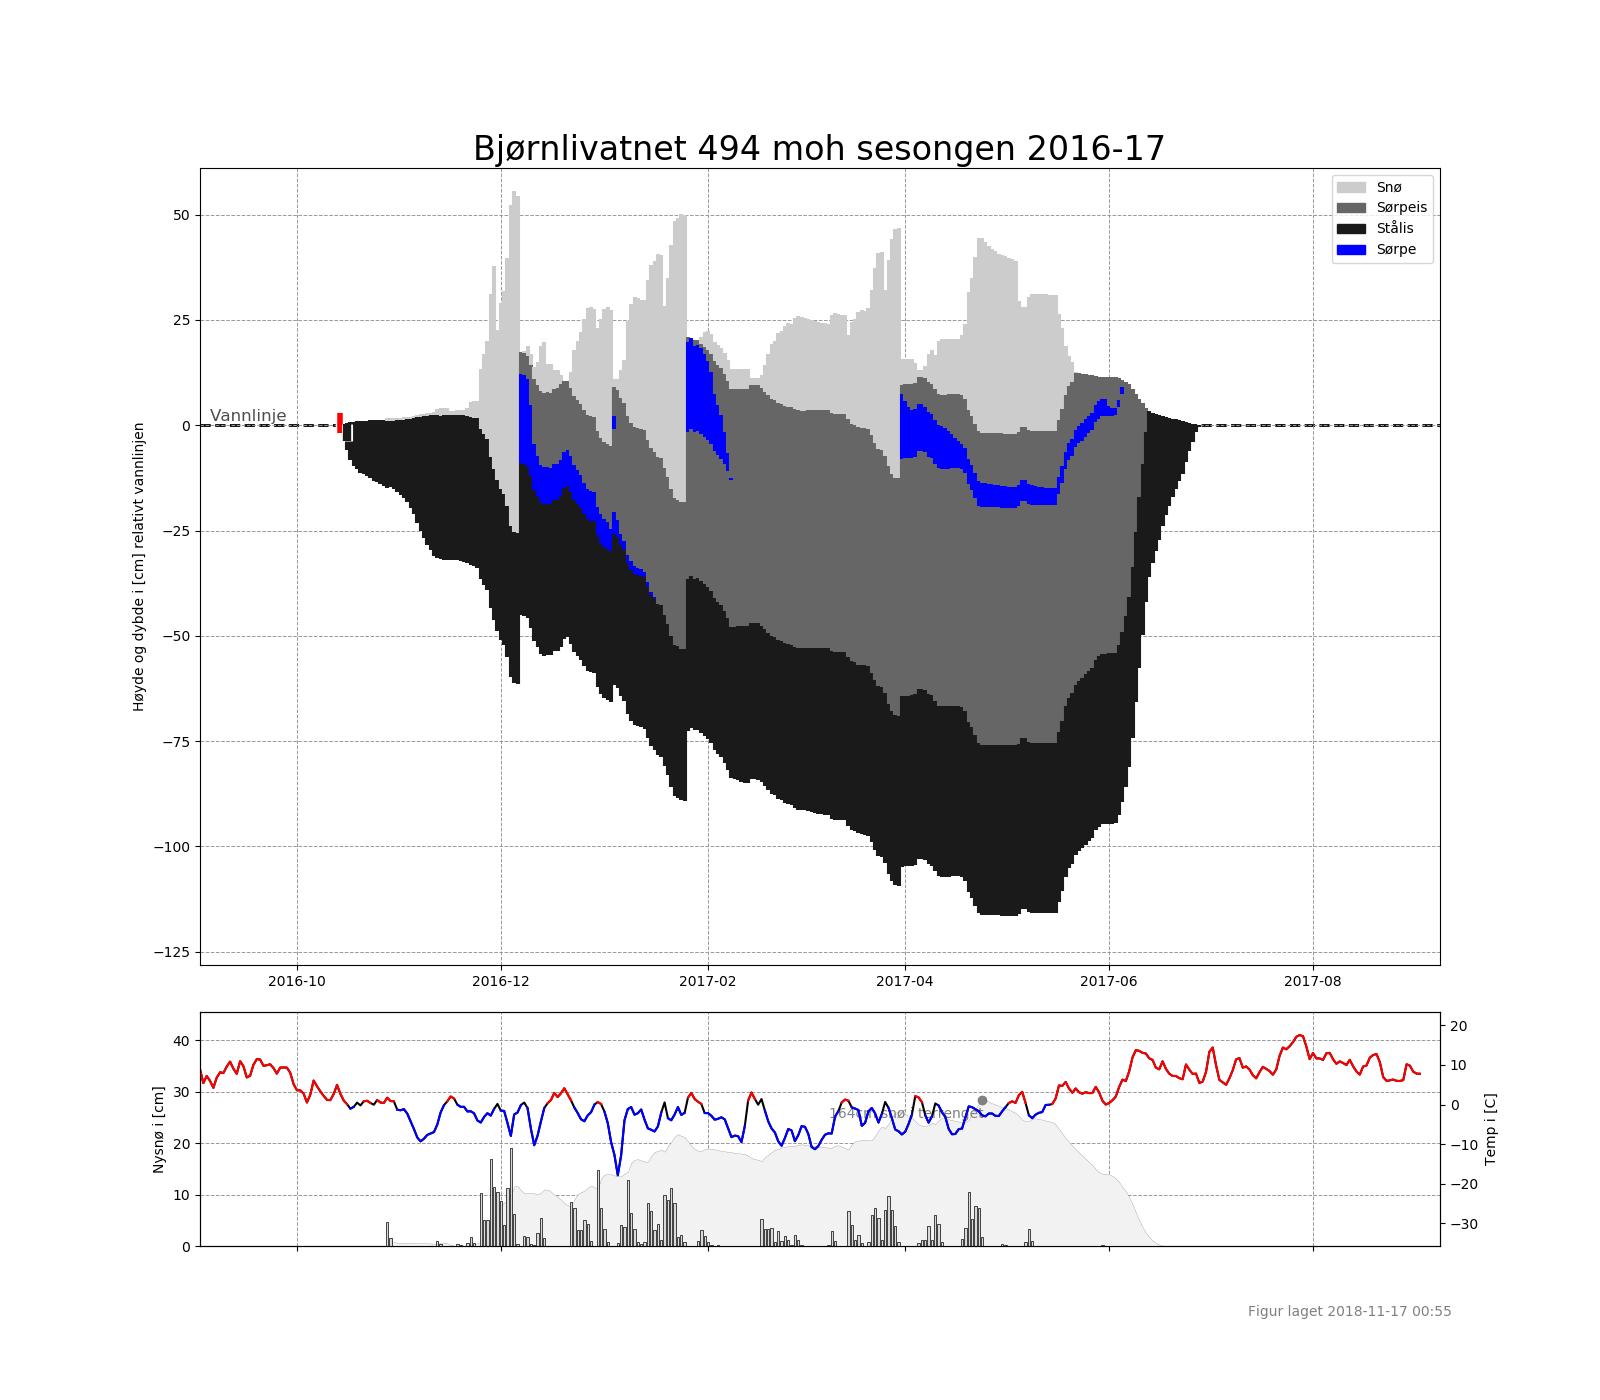 Bjørnlivatnet 494 moh sesongen 2016-17
Snø
Sørpeis
Stålis
Sørpe
Vannlinje
Høyde og dybde i [cm] relativt vannlinjen
50
25
0
−25
−50
−75
−100
−125
2016-10 2016-12 2017-02 2017-04 2017-06 2017-08
Nysnø i [cm]
40
30
20
10
0
164cm snø i terrenget
20
10
0
−10
−20
−30
Temp i [C]
Figur laget 2018-11-17 00:55